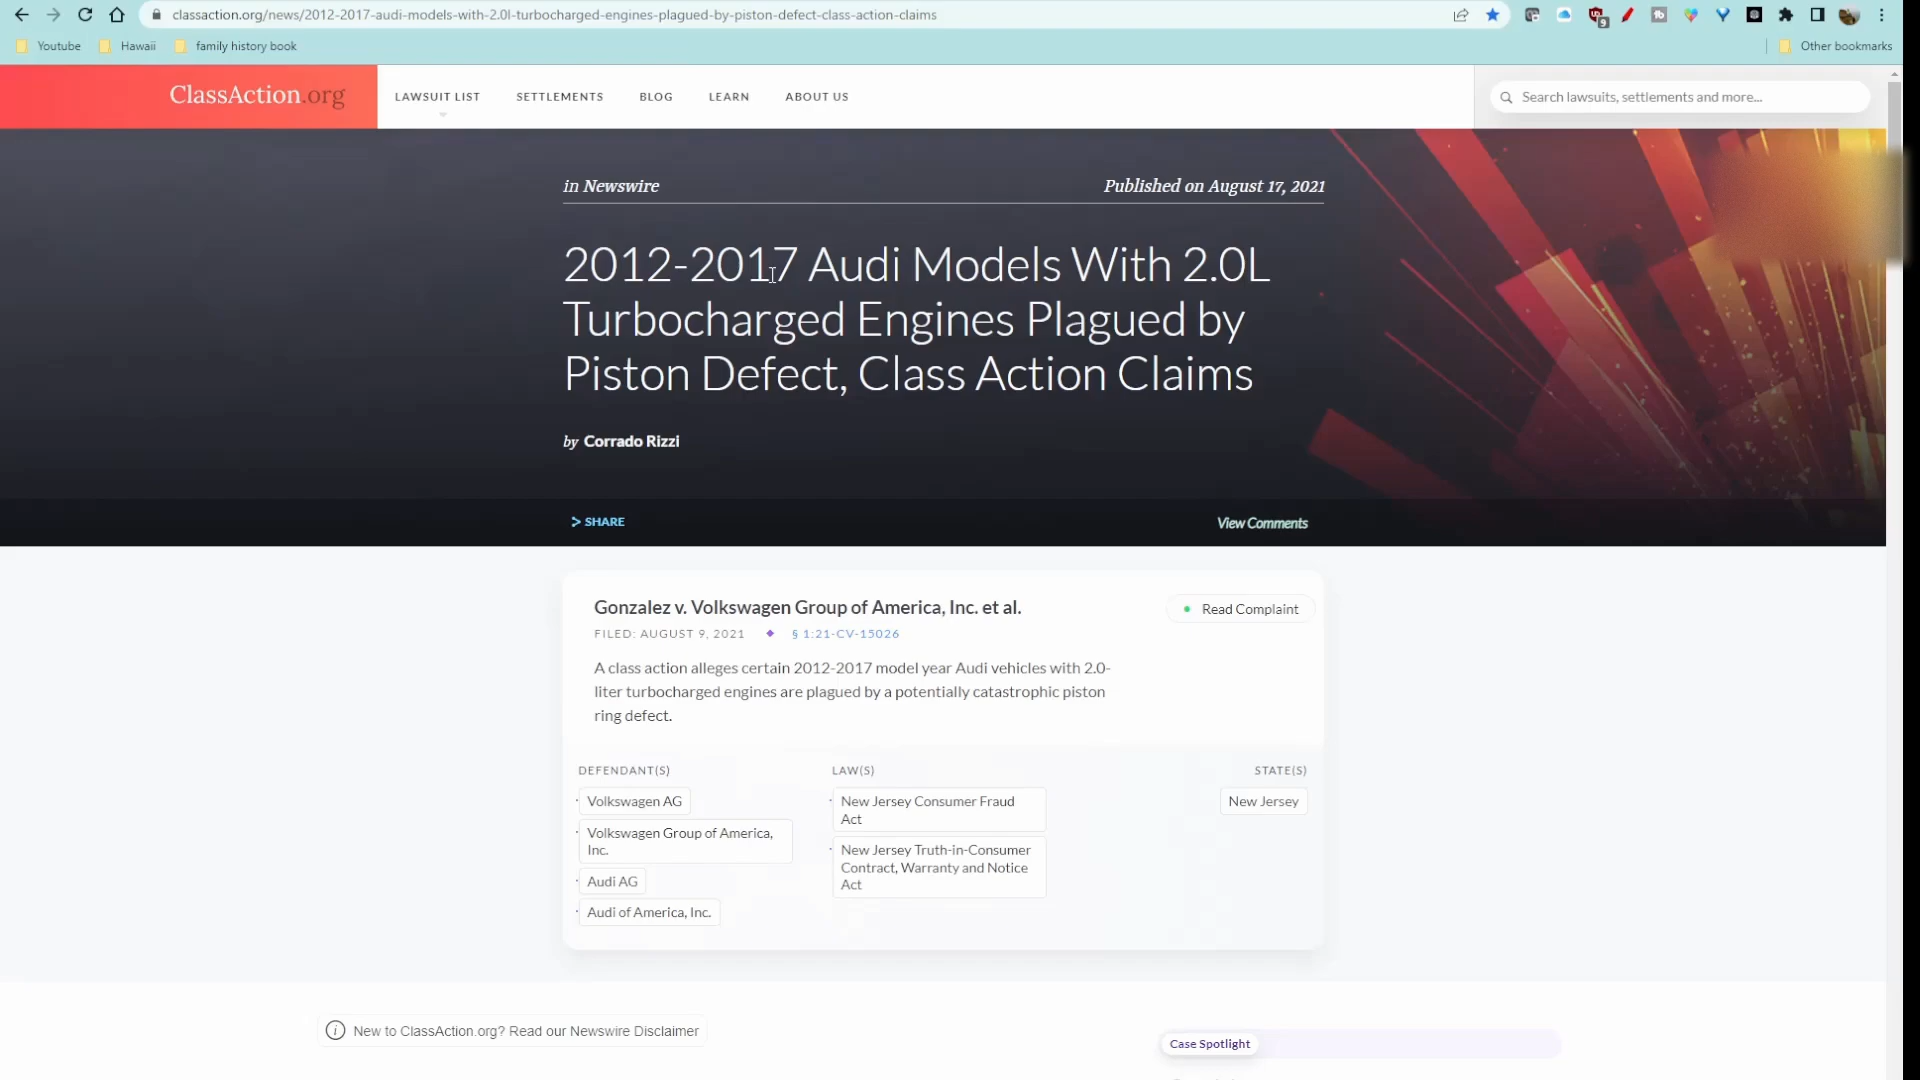 classaction.org/news/2012-2017-audi-models-with-2.0l-turbocharged-engines-plagued-by-piston-defect-class-action-claims
9
Youtube
Hawaii
family history book
Other bookmarks
ClassAction.org
LAWSUIT LIST
SETTLEMENTS
BLOG
LEARN
ABOUT US
Search lawsuits, settlements and more...
in Newswire
Published on August 17, 2021
2012-2017 Audi Models With 2.0L
Turbocharged Engines Plagued by
Piston Defect, Class Action Claims
by Corrado Rizzi
SHARE
View Comments
Gonzalez v. Volkswagen Group of America, Inc. et al.
Read Complaint
FILED: AUGUST 9, 2021 ◆ § 1:21-CV-15026
A class action alleges certain 2012-2017 model year Audi vehicles with 2.0-
liter turbocharged engines are plagued by a potentially catastrophic piston
ring defect.
DEFENDANT(S)
Volkswagen AG
Volkswagen Group of America,
Inc.
Audi AG
Audi of America, Inc.
LAW(S)
New Jersey Consumer Fraud
Act
New Jersey Truth-in-Consumer
Contract, Warranty and Notice
Act
STATE(S)
New Jersey
New to ClassAction.org? Read our Newswire Disclaimer
Case Spotlight